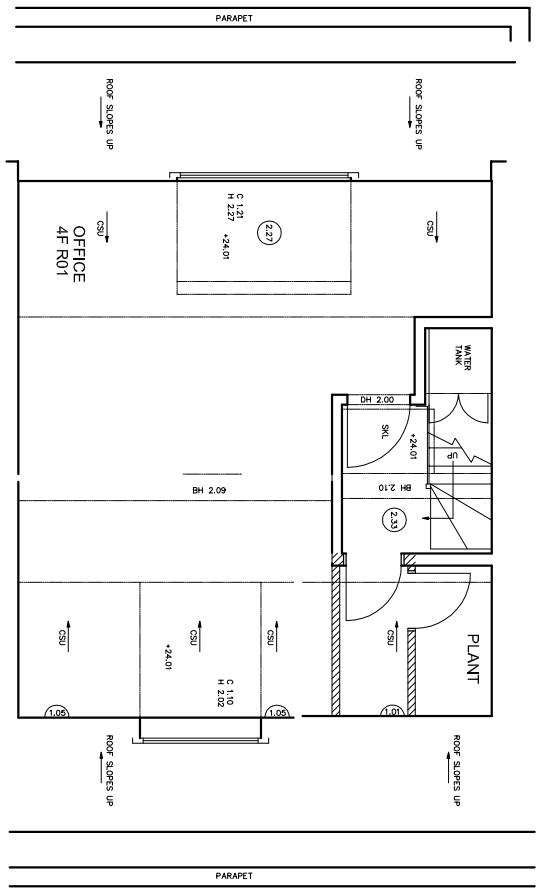 PARAPET
ROOF SLOPES UP
ROOF SLOPES UP
C 1.21
H 2.27
2.27
+24.01
CSU
CSU
OFFICE
4F R01
WATER
TANK
DH 2.00
SKL
+24.01
UP
BH 2.10
BH 2.09
2.33
CSU
CSU
CSU
CSU
PLANT
+24.01
C 1.10
H 2.02
1.05
1.05
1.01
ROOF SLOPES UP
ROOF SLOPES UP
PARAPET